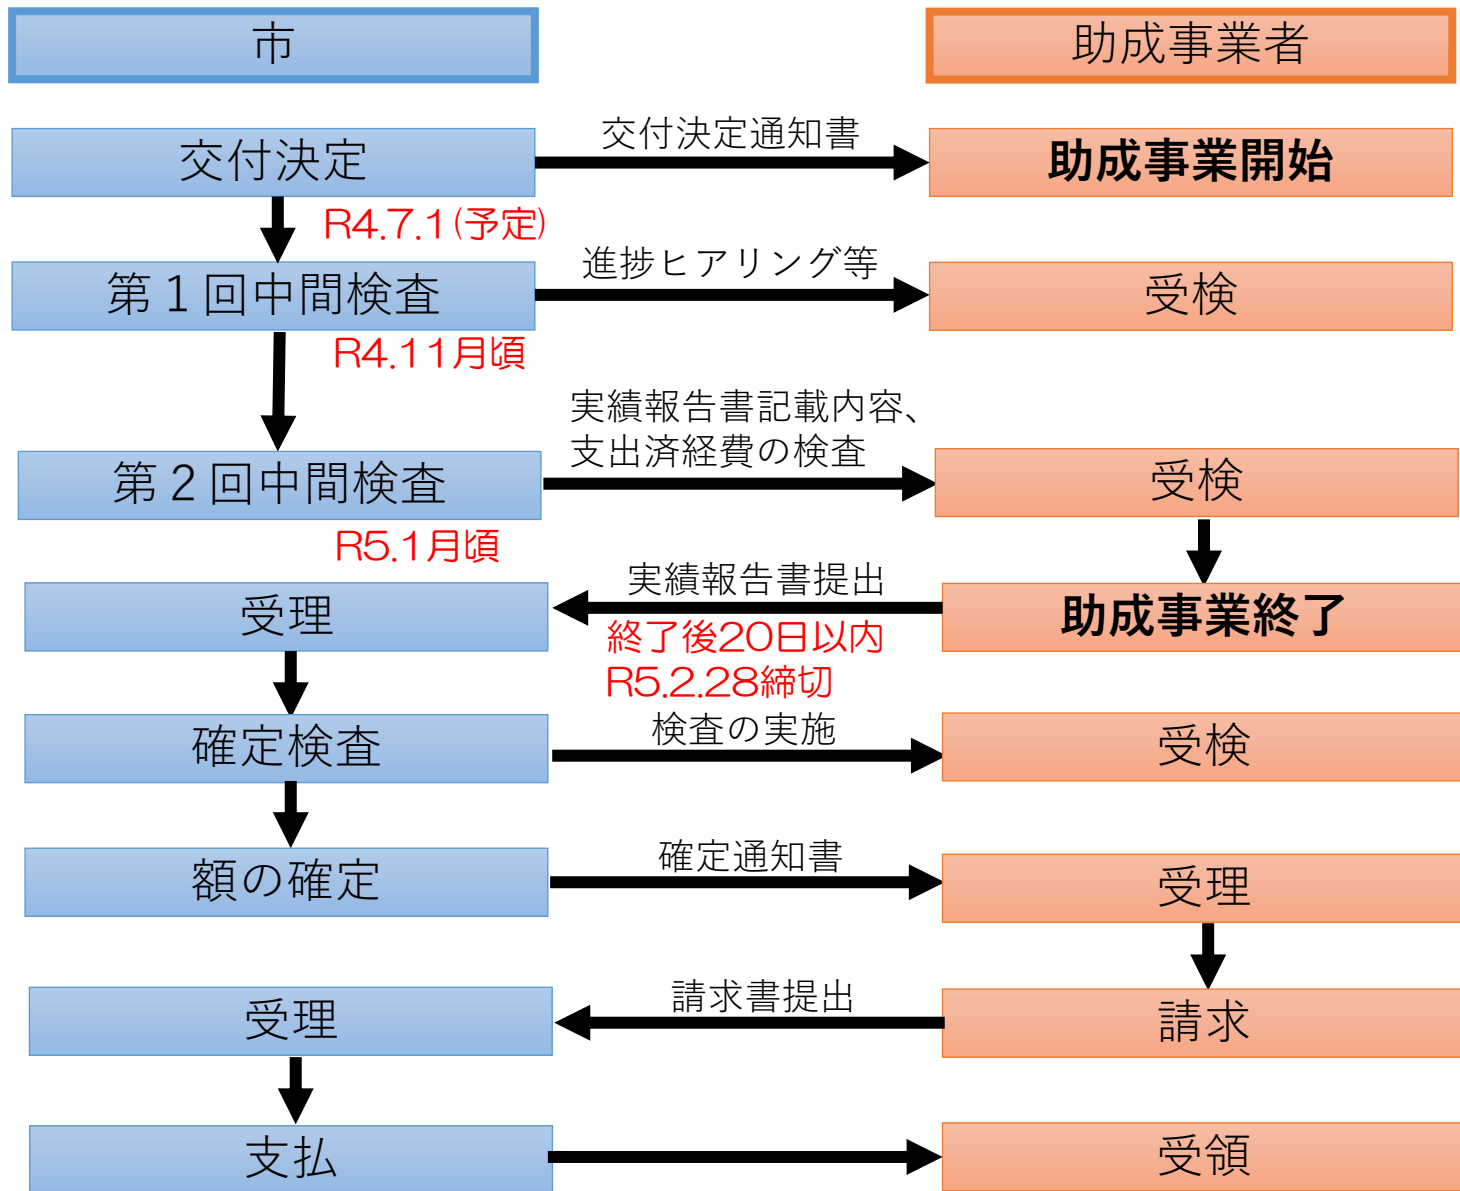 市
助成事業者
交付決定
交付決定通知書
助成事業開始
R4.7.1(予定)
第１回中間検査
進捗ヒアリング等
受検
R4.11月頃
実績報告書記載内容、
支出済経費の検査
第２回中間検査
受検
R5.1月頃
受理
実績報告書提出
助成事業終了
終了後20日以内
R5.2.28締切
確定検査
検査の実施
受検
額の確定
確定通知書
受理
受理
請求書提出
請求
支払
受領